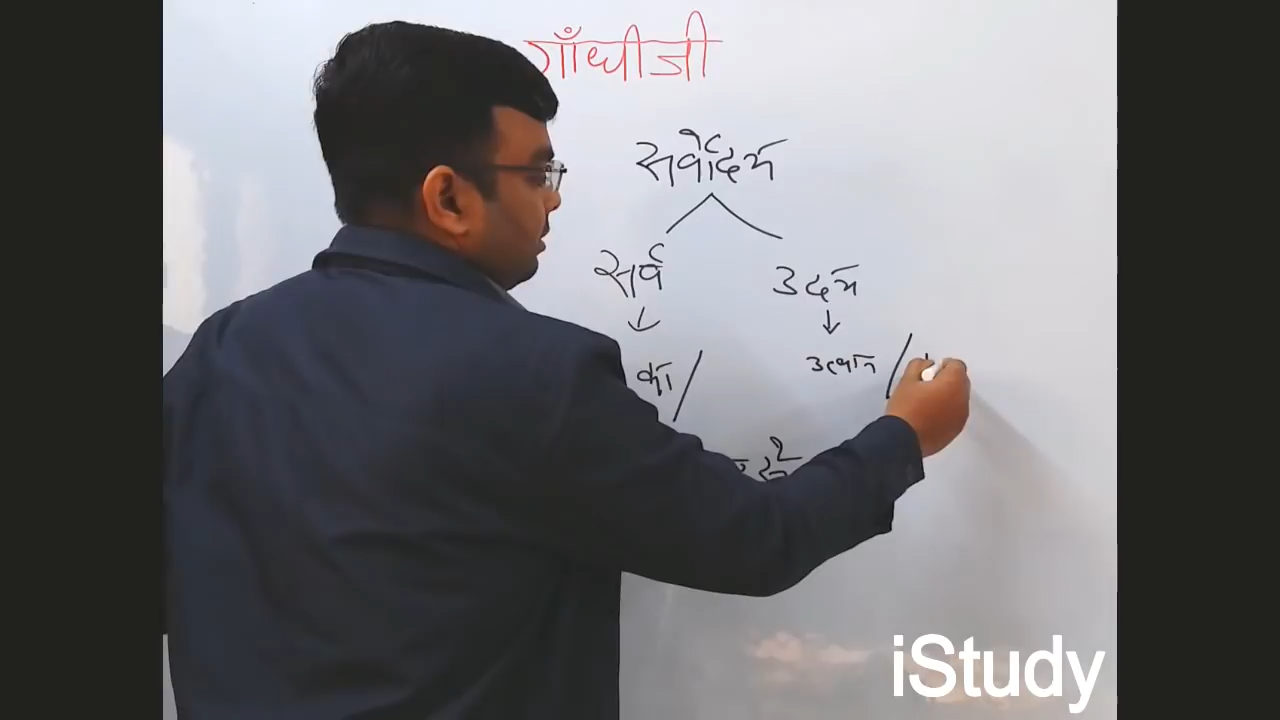 गाँधीजी
सर्वोदय
सर्व उदय
का / उत्थान /
iStudy